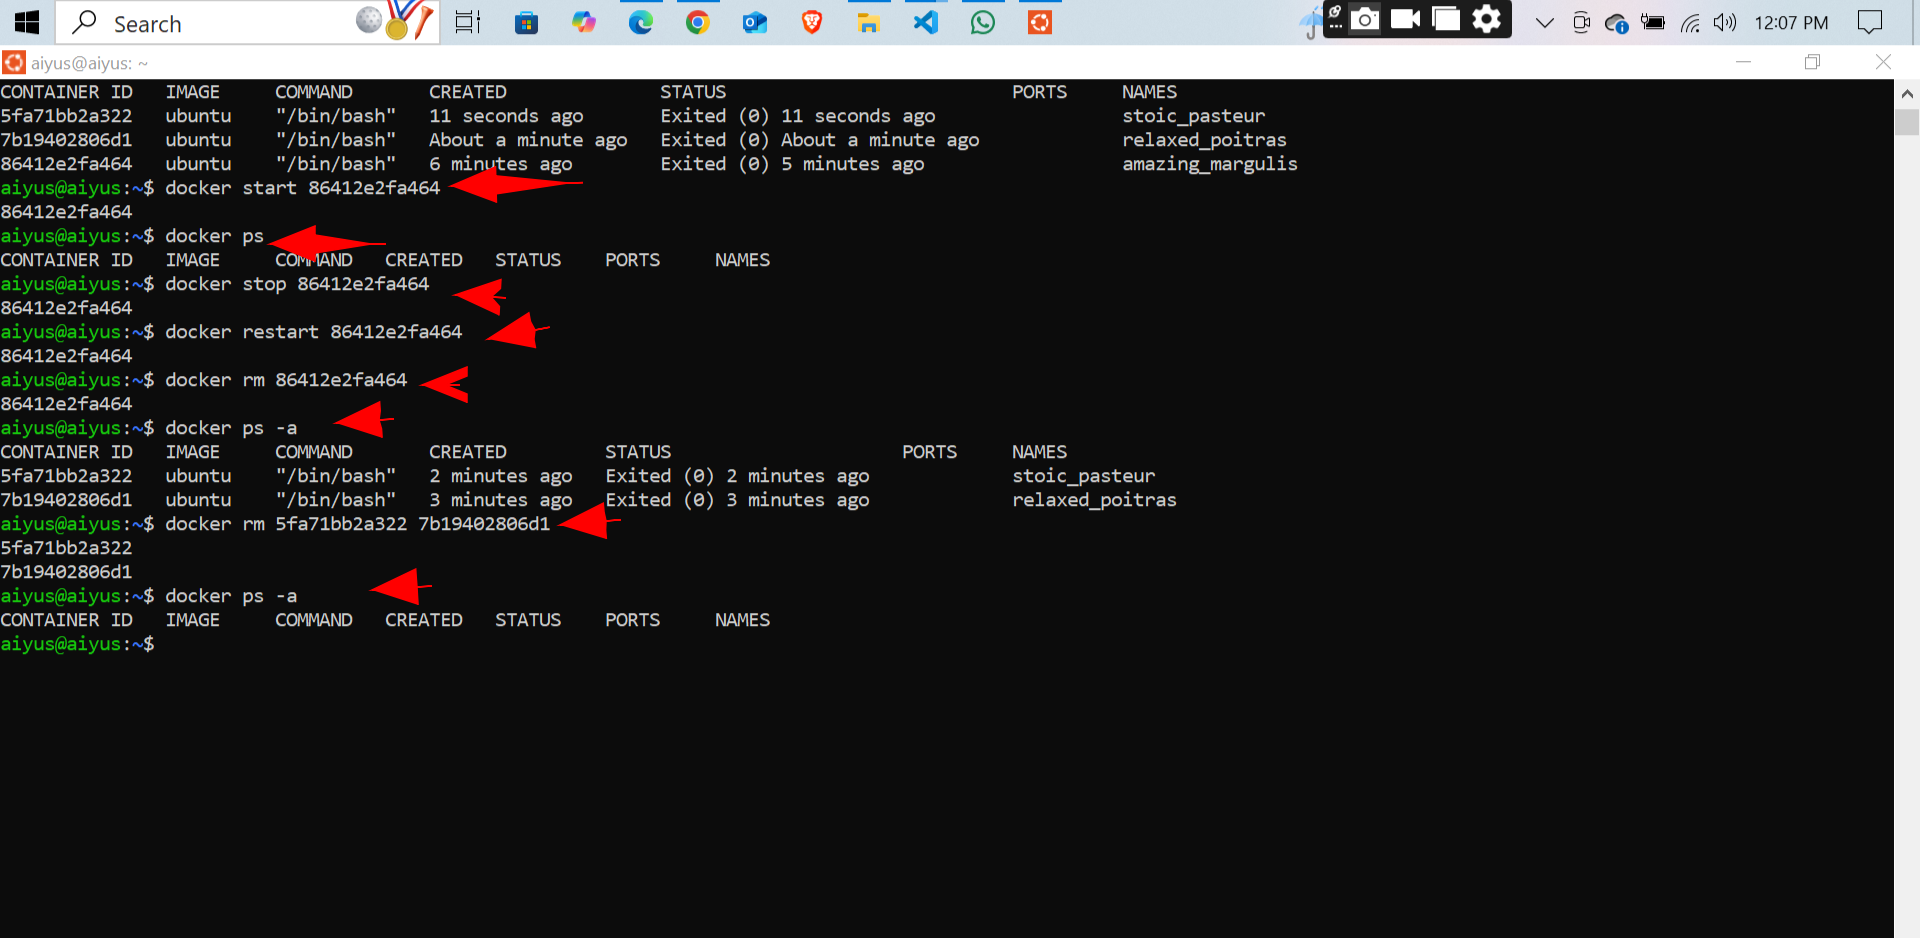 Search
12:07 PM
aiyus@aiyus: ~
CONTAINER ID   IMAGE     COMMAND       CREATED              STATUS                          PORTS     NAMES
5fa71bb2a322   ubuntu    "/bin/bash"   11 seconds ago       Exited (0) 11 seconds ago                 stoic_pasteur
7b19402806d1   ubuntu    "/bin/bash"   About a minute ago   Exited (0) About a minute ago             relaxed_poitras
86412e2fa464   ubuntu    "/bin/bash"   6 minutes ago        Exited (0) 5 minutes ago                  amazing_margulis
aiyus@aiyus:~$ docker start 86412e2fa464
86412e2fa464
aiyus@aiyus:~$ docker ps
CONTAINER ID   IMAGE     COMMAND   CREATED   STATUS    PORTS     NAMES
aiyus@aiyus:~$ docker stop 86412e2fa464
86412e2fa464
aiyus@aiyus:~$ docker restart 86412e2fa464
86412e2fa464
aiyus@aiyus:~$ docker rm 86412e2fa464
86412e2fa464
aiyus@aiyus:~$ docker ps -a
CONTAINER ID   IMAGE     COMMAND       CREATED         STATUS                     PORTS     NAMES
5fa71bb2a322   ubuntu    "/bin/bash"   2 minutes ago   Exited (0) 2 minutes ago             stoic_pasteur
7b19402806d1   ubuntu    "/bin/bash"   3 minutes ago   Exited (0) 3 minutes ago             relaxed_poitras
aiyus@aiyus:~$ docker rm 5fa71bb2a322 7b19402806d1
5fa71bb2a322
7b19402806d1
aiyus@aiyus:~$ docker ps -a
CONTAINER ID   IMAGE     COMMAND   CREATED   STATUS    PORTS     NAMES
aiyus@aiyus:~$